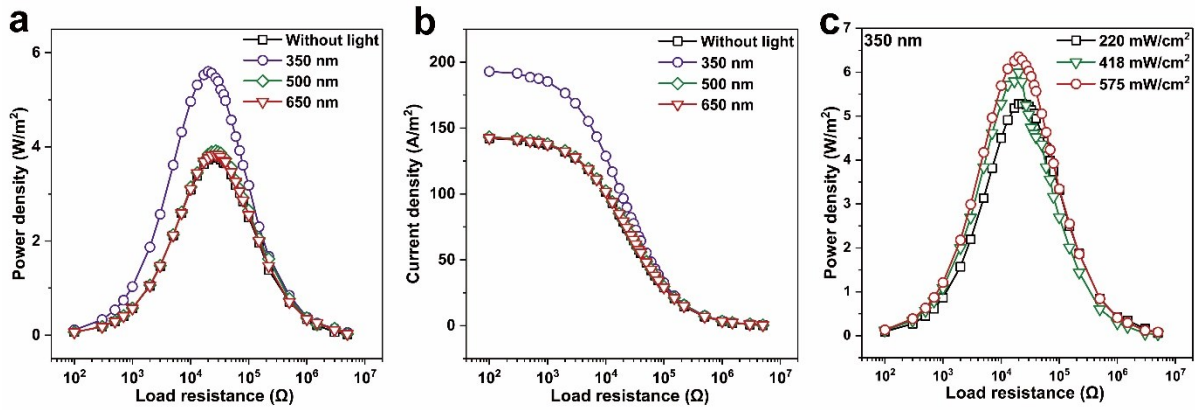 a
Without light
350 nm
500 nm
650 nm
Power density (W/m²)
6
4
2
0
10² 10³ 10⁴ 10⁵ 10⁶ 10⁷
Load resistance (Ω)
b
Without light
350 nm
500 nm
650 nm
Current density (A/m²)
250
200
150
100
50
0
10² 10³ 10⁴ 10⁵ 10⁶ 10⁷
Load resistance (Ω)
c
350 nm
220 mW/cm²
418 mW/cm²
575 mW/cm²
Power density (W/m²)
7
6
5
4
3
2
1
0
10² 10³ 10⁴ 10⁵ 10⁶ 10⁷
Load resistance (Ω)